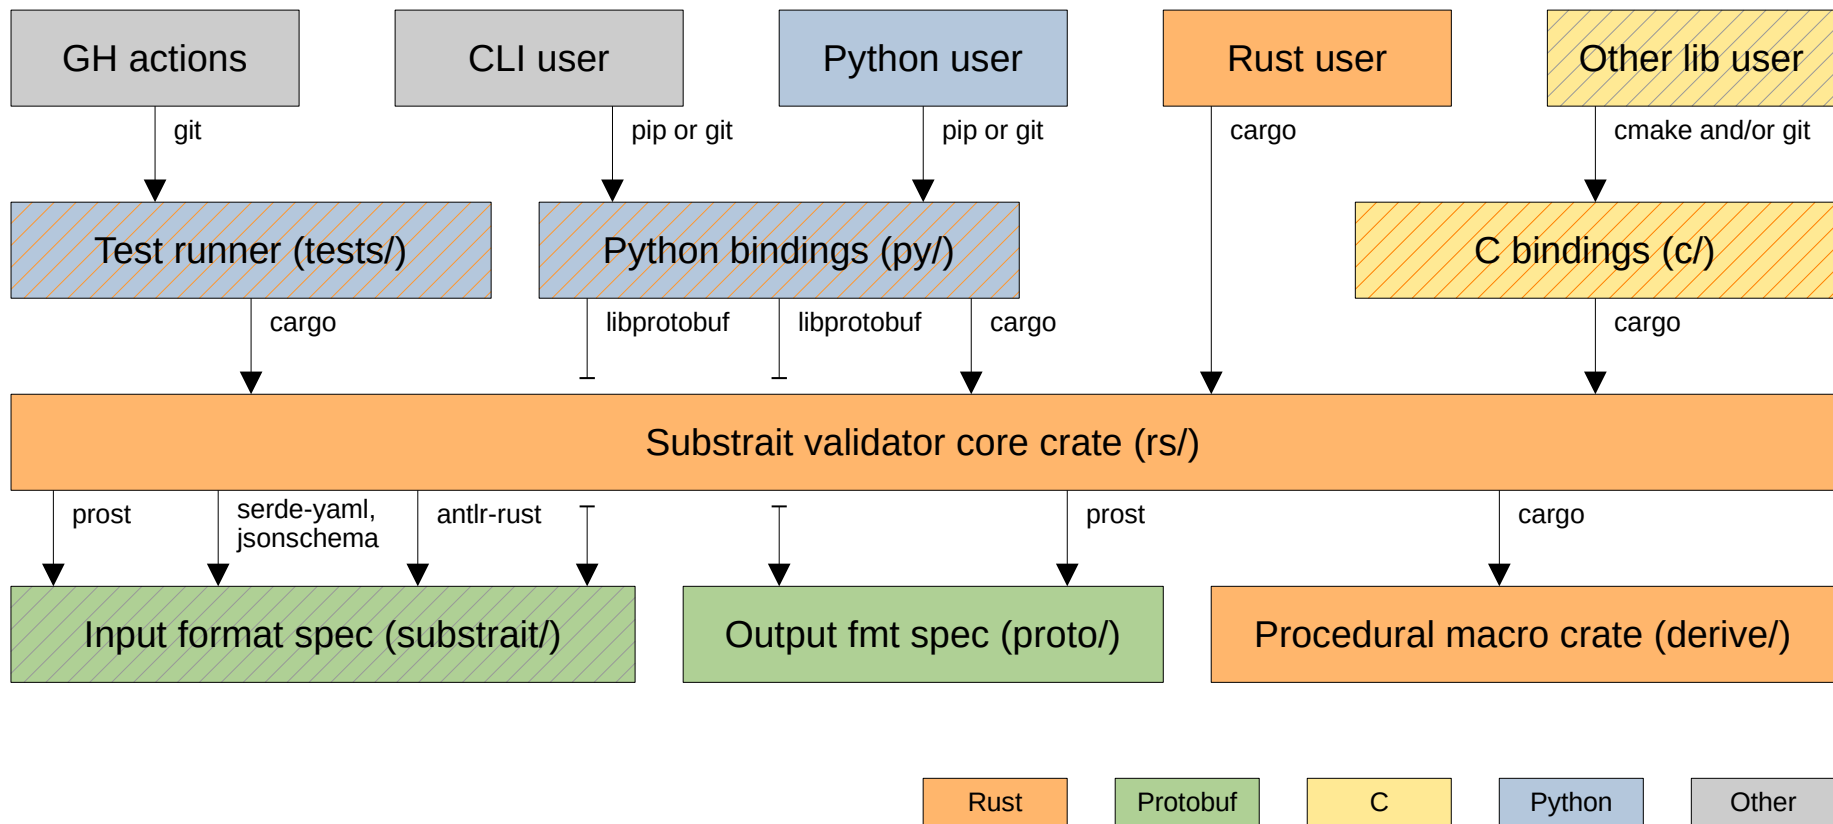 GH actions
CLI user
Python user
Rust user
Other lib user
git
pip or git
pip or git
cargo
cmake and/or git
Test runner (tests/)
Python bindings (py/)
C bindings (c/)
cargo
libprotobuf
libprotobuf
cargo
cargo
Substrait validator core crate (rs/)
prost
serde-yaml,
jsonschema
antlr-rust
prost
cargo
Input format spec (substrait/)
Output fmt spec (proto/)
Procedural macro crate (derive/)
Rust
Protobuf
C
Python
Other